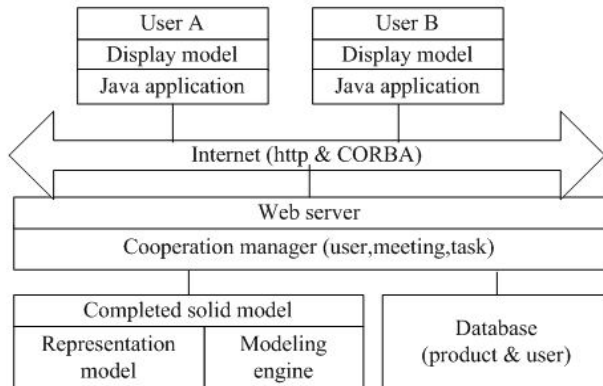 User A
Display model
Java application
User B
Display model
Java application
Internet (http & CORBA)
Web server
Cooperation manager (user,meeting,task)
Completed solid model
Representation
model
Modeling
engine
Database
(product & user)